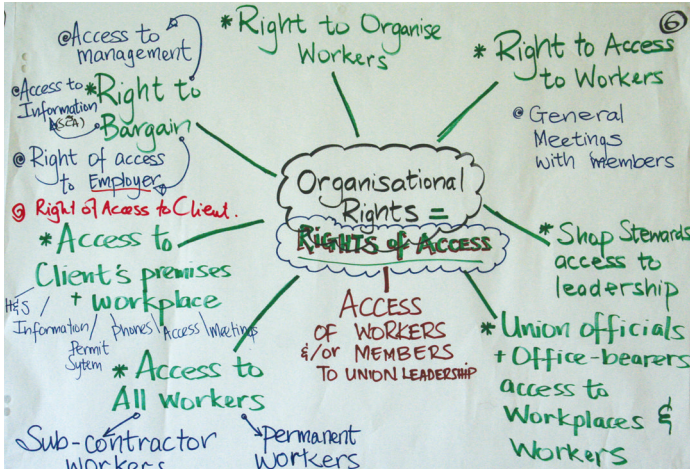 6
@ Access to
management
* Right to Organise
Workers
* Right to Access
to Workers
@ General
Meetings
with members
@ Access to
Information
(SCA)
* Right to
Bargain
@ Right of access
to Employer
@ Right of Access to Client.
Organisational
Rights =
RIGHTS of ACCESS
* Access to
Client's premises
+ workplace
H&S /
Information / phones \ Access \ meetings
Permit
Sytem
* Shop Stewards
access to
leadership
ACCESS
OF WORKERS
&/OR MEMBERS
TO UNION LEADERSHIP
* Union officials
+ Office-bearers
access to
Workplaces &
Workers
* Access to
All Workers
Sub-contractor
workers
Permanent
Workers